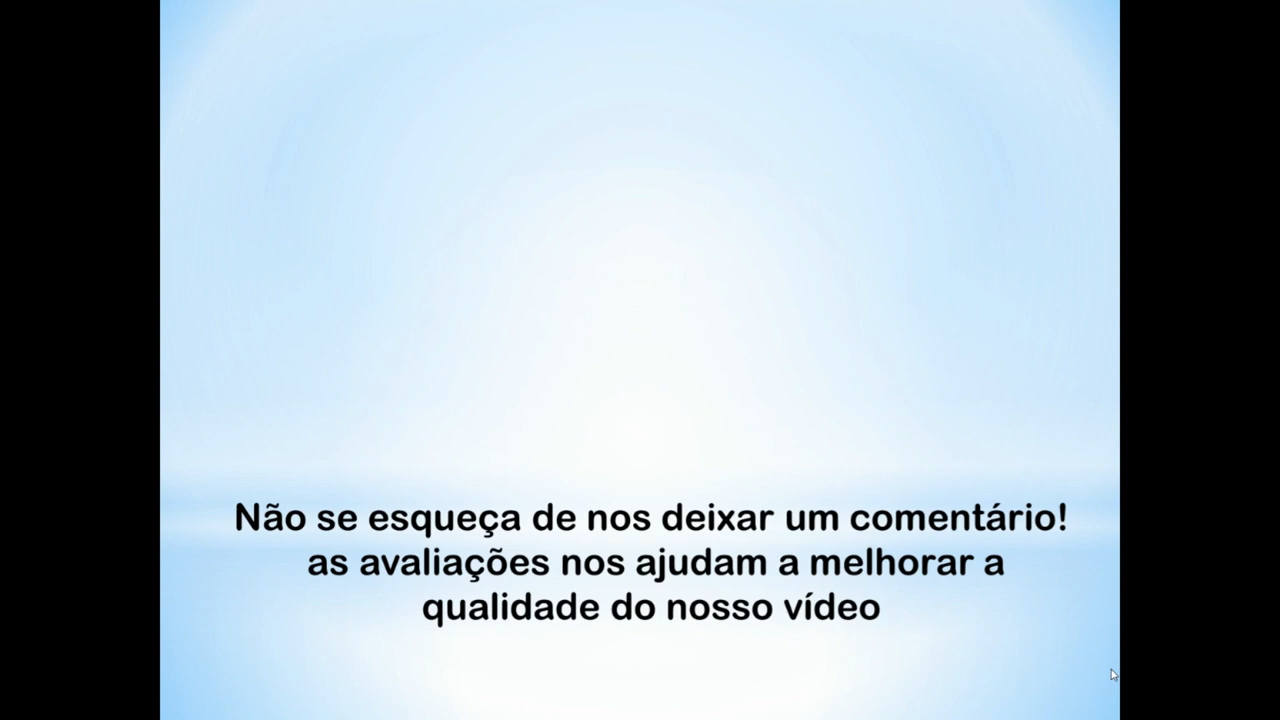 Não se esqueça de nos deixar um comentário!
as avaliações nos ajudam a melhorar a
qualidade do nosso vídeo